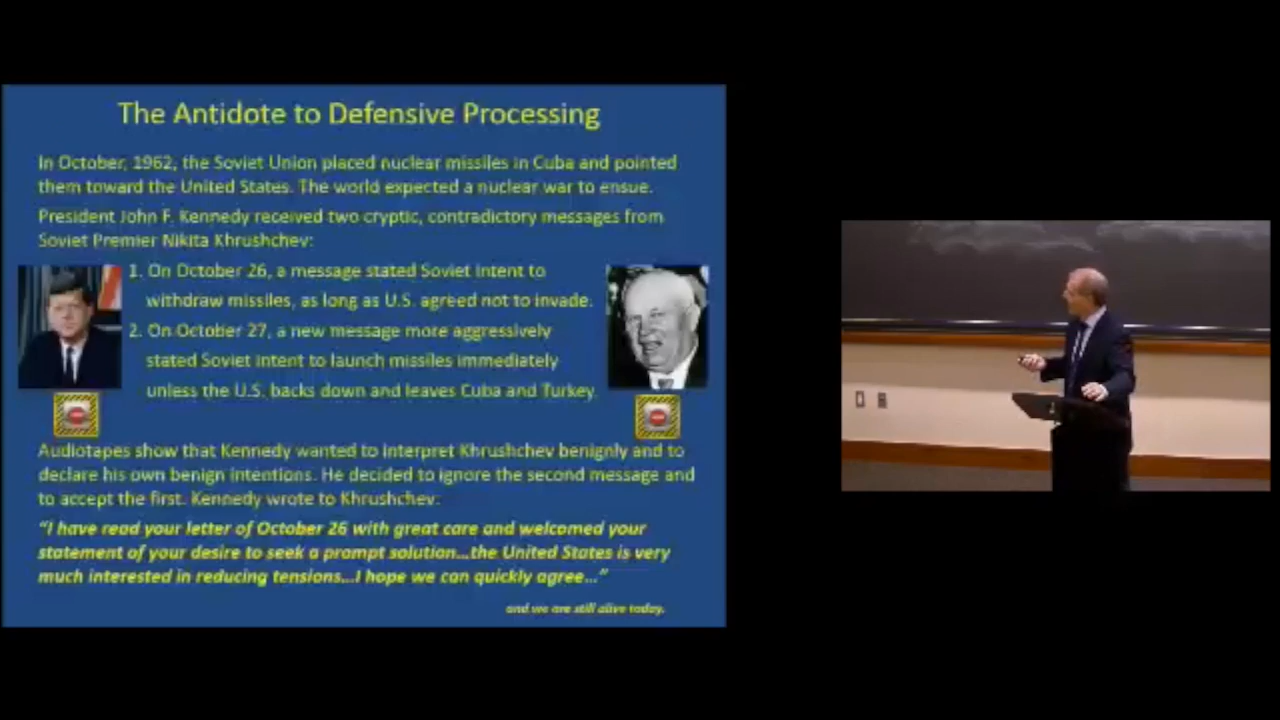 The Antidote to Defensive Processing
In October, 1962, the Soviet Union placed nuclear missiles in Cuba and pointed
them toward the United States. The world expected a nuclear war to ensue.
President John F. Kennedy received two cryptic, contradictory messages from
Soviet Premier Nikita Khrushchev:
1. On October 26, a message stated Soviet intent to
withdraw missiles, as long as U.S. agreed not to invade.
2. On October 27, a new message more aggressively
stated Soviet intent to launch missiles immediately
unless the U.S. backs down and leaves Cuba and Turkey.
Audiotapes show that Kennedy wanted to interpret Khrushchev benignly and to
declare his own benign intentions. He decided to ignore the second message and
to accept the first. Kennedy wrote to Khrushchev:
"I have read your letter of October 26 with great care and welcomed your
statement of your desire to seek a prompt solution...the United States is very
much interested in reducing tensions...I hope we can quickly agree..."
and we are still alive today.